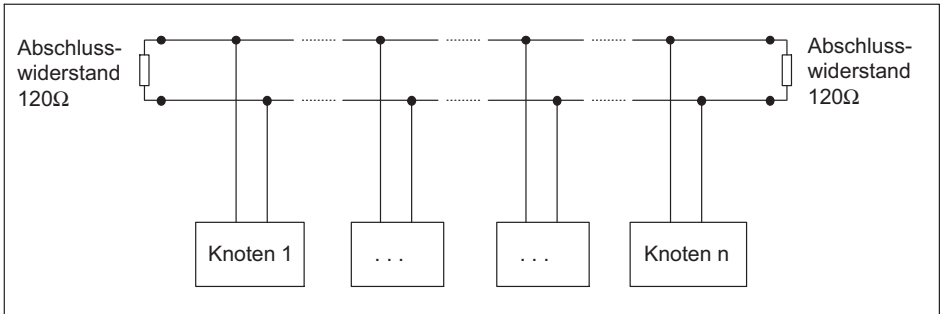 Abschluss-
widerstand
120Ω
Abschluss-
widerstand
120Ω
Knoten 1
. . .
. . .
Knoten n